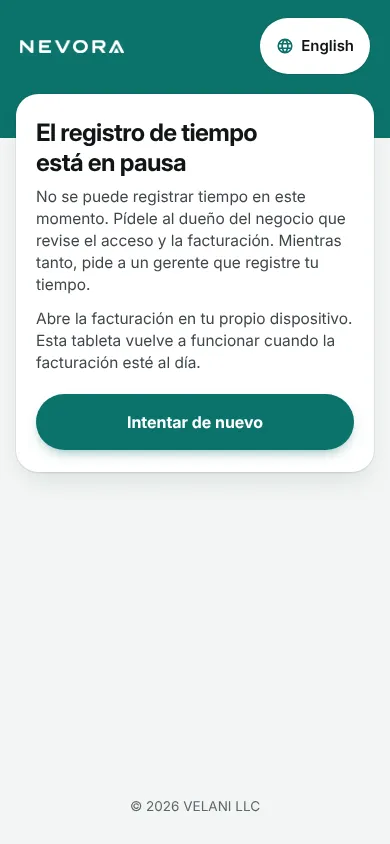 NEVORA
English
El registro de tiempo
está en pausa
No se puede registrar tiempo en este
momento. Pídele al dueño del negocio que
revise el acceso y la facturación. Mientras
tanto, pide a un gerente que registre tu
tiempo.
Abre la facturación en tu propio dispositivo.
Esta tableta vuelve a funcionar cuando la
facturación esté al día.
Intentar de nuevo
© 2026 VELANI LLC